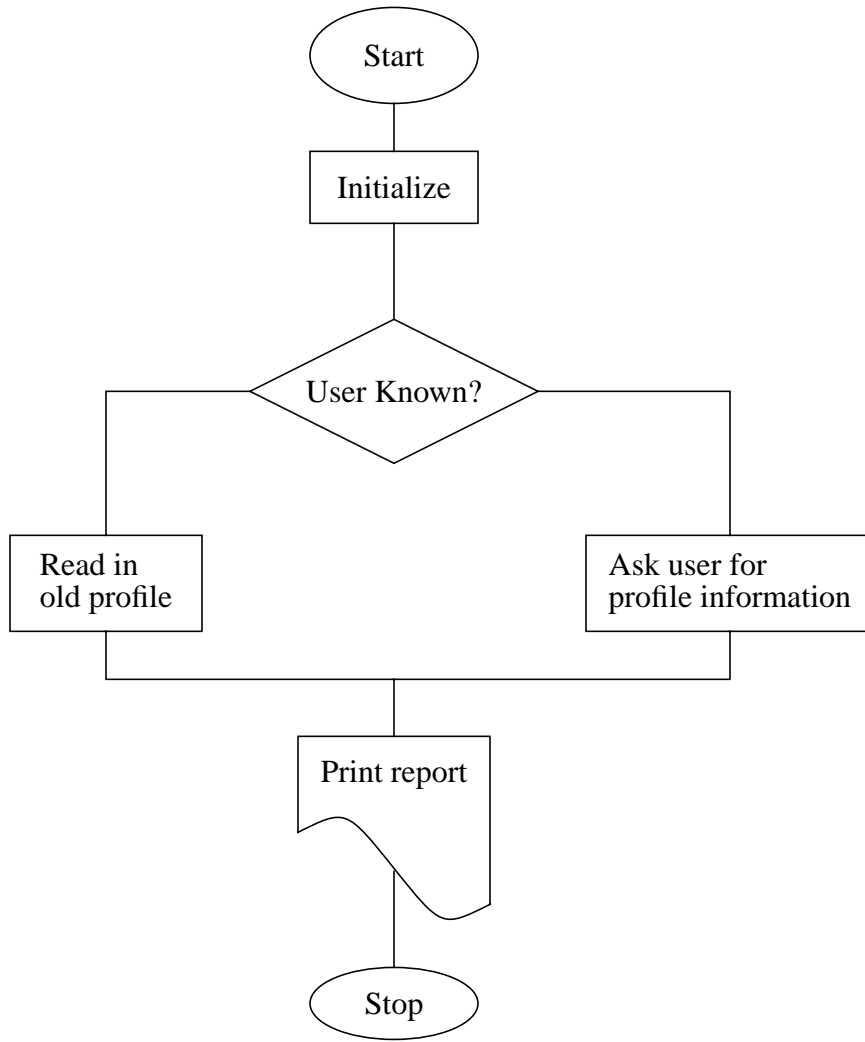 Start
Initialize
User Known?
Read in
old profile
Ask user for
profile information
Print report
Stop